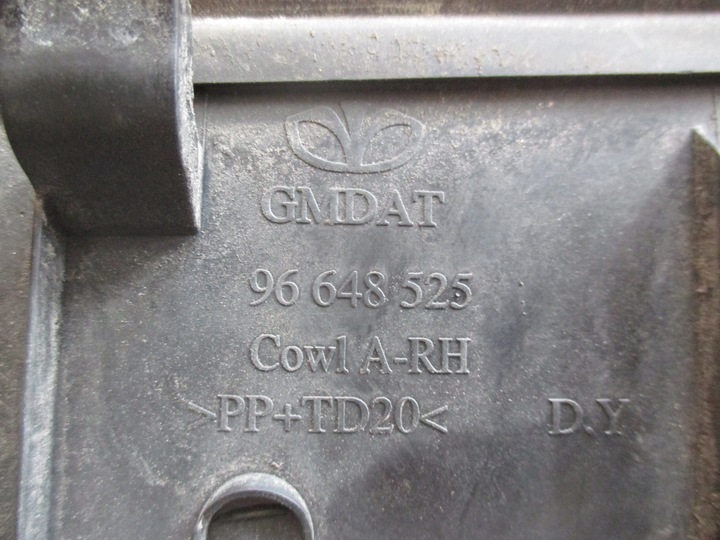 GMDAT
96 648 525
Cowl A-RH
>PP+TD20< D.Y